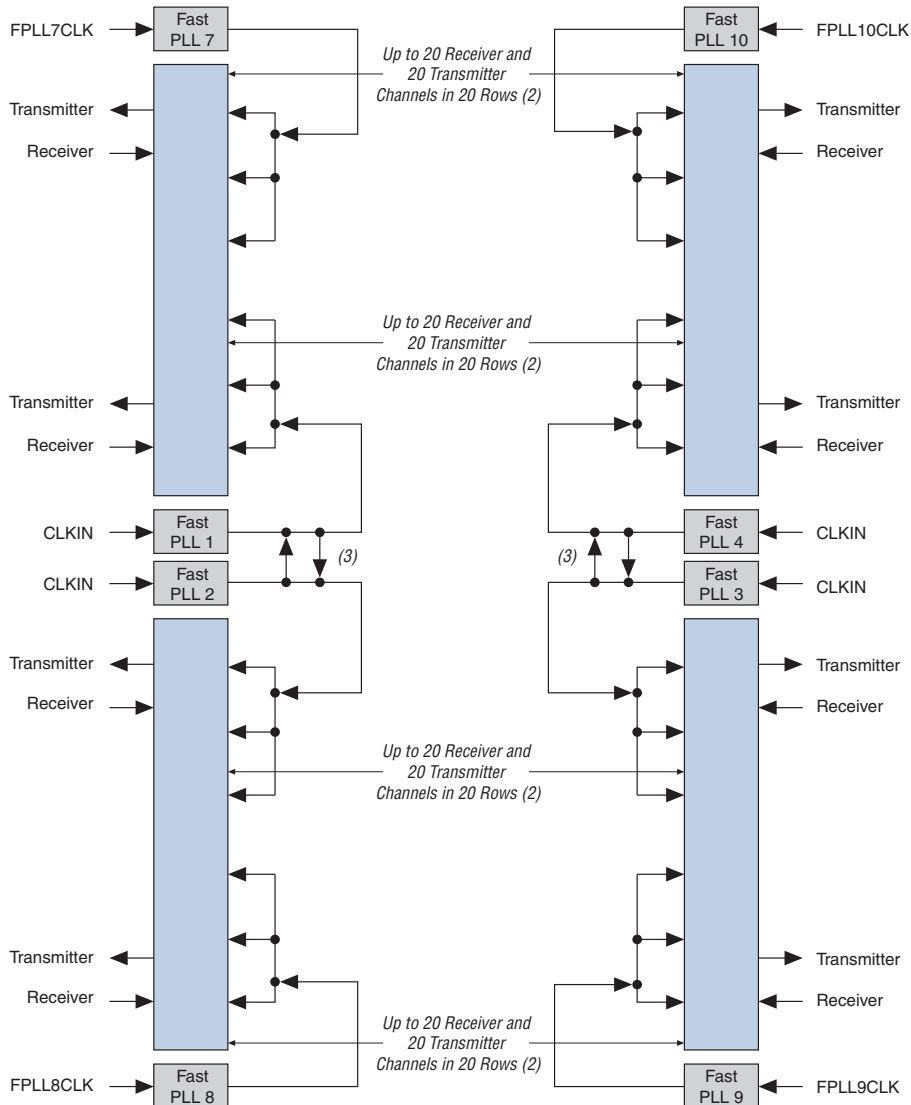 FPLL7CLK
Fast
PLL 7
Fast
PLL 10
FPLL10CLK
Up to 20 Receiver and
20 Transmitter
Channels in 20 Rows (2)
Transmitter
Transmitter
Receiver
Receiver
Up to 20 Receiver and
20 Transmitter
Channels in 20 Rows (2)
Transmitter
Transmitter
Receiver
Receiver
CLKIN
Fast
PLL 1
(3)
(3)
Fast
PLL 4
CLKIN
CLKIN
Fast
PLL 2
Fast
PLL 3
CLKIN
Transmitter
Transmitter
Receiver
Receiver
Up to 20 Receiver and
20 Transmitter
Channels in 20 Rows (2)
Transmitter
Transmitter
Receiver
Receiver
Up to 20 Receiver and
20 Transmitter
Channels in 20 Rows (2)
FPLL8CLK
Fast
PLL 8
Fast
PLL 9
FPLL9CLK